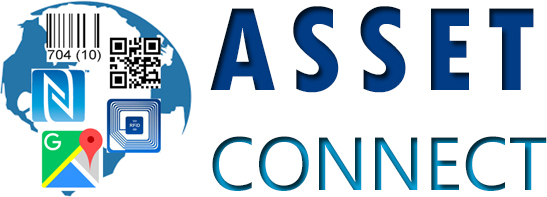 704 (10)
ASSET
N
RFID
G
CONNECT